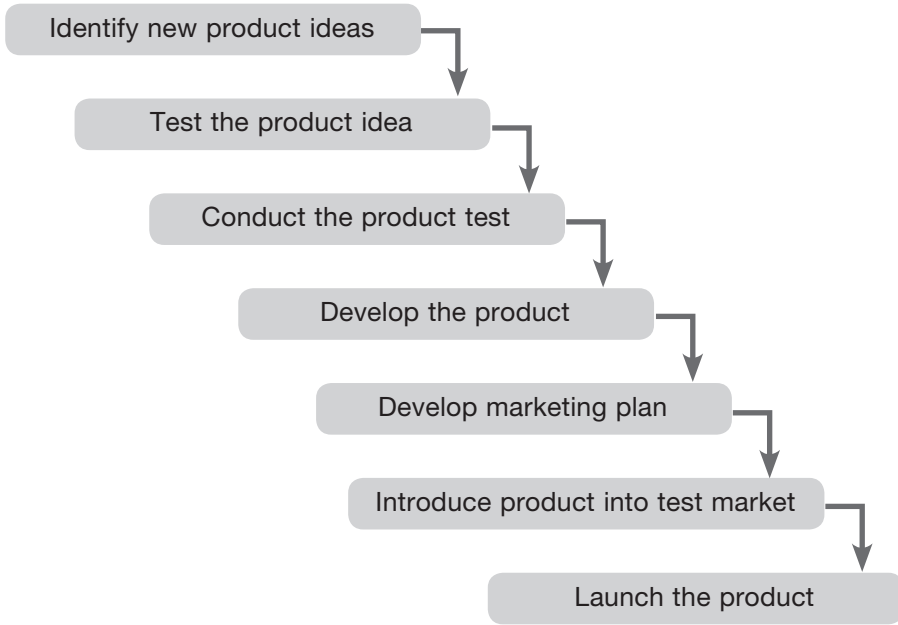 Identify new product ideas
Test the product idea
Conduct the product test
Develop the product
Develop marketing plan
Introduce product into test market
Launch the product